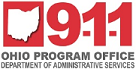 9-1-1
OHIO PROGRAM OFFICE
DEPARTMENT OF ADMINISTRATIVE SERVICES